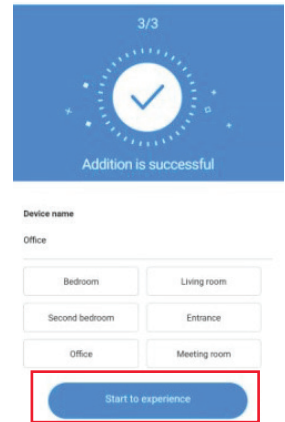 3/3
Addition is successful
Device name
Office
Bedroom Living room
Second bedroom Entrance
Office Meeting room
Start to experience